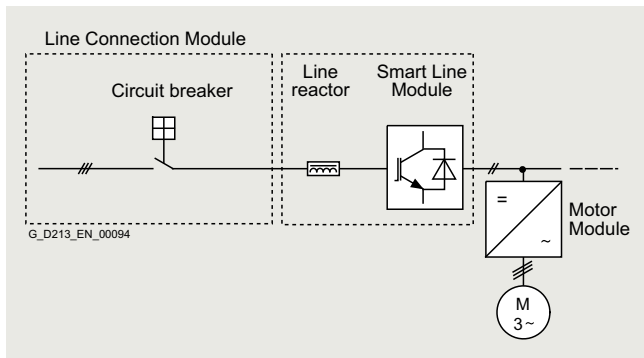 Line Connection Module
Circuit breaker
Line
reactor
Smart Line
Module
G_D213_EN_00094
=
~
Motor
Module
M
3~